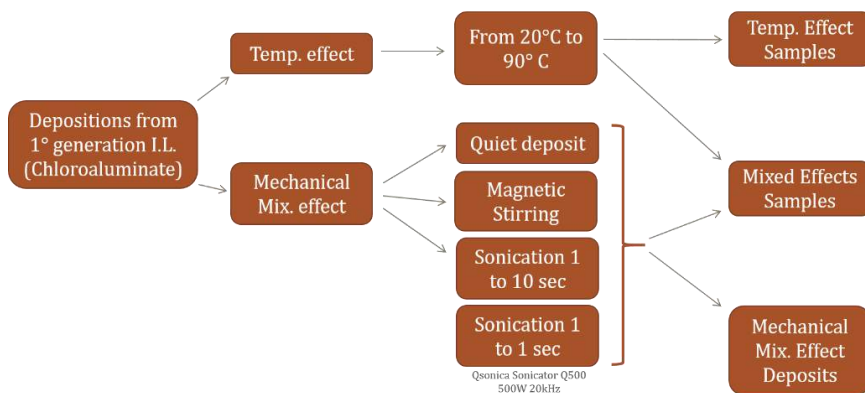 Temp. effect
From 20°C to
90° C
Temp. Effect
Samples
Depositions from
1° generation I.L.
(Chloroaluminate)
Mechanical
Mix. effect
Quiet deposit
Magnetic
Stirring
Sonication 1
to 10 sec
Sonication 1
to 1 sec
Qsonica Sonicator Q500
500W 20kHz
Mixed Effects
Samples
Mechanical
Mix. Effect
Deposits